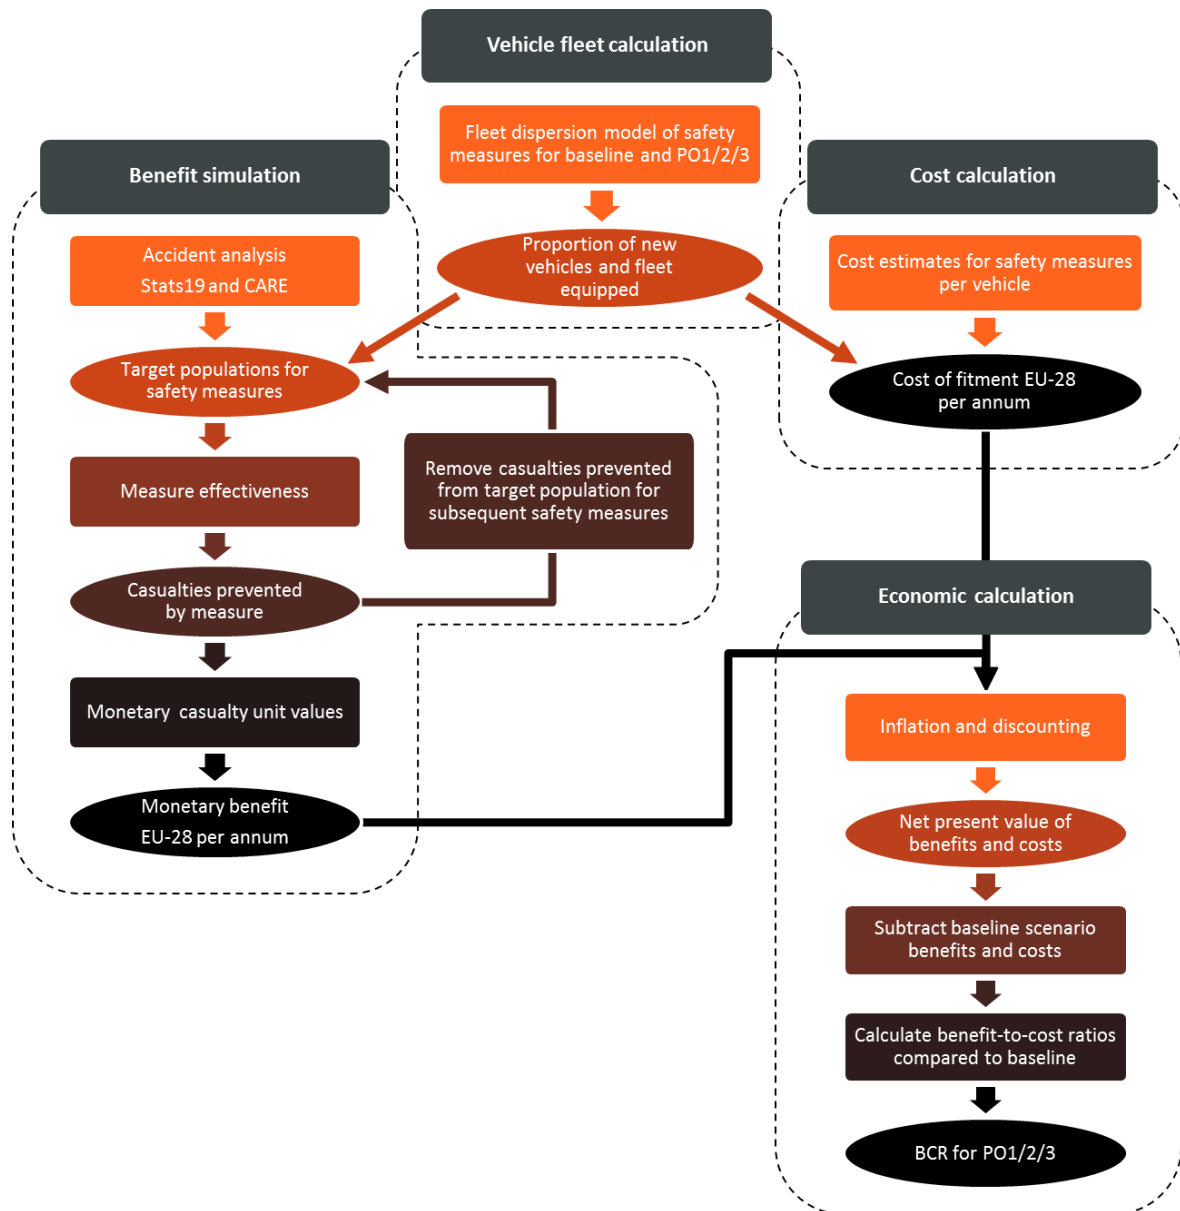 Vehicle fleet calculation
Fleet dispersion model of safety
measures for baseline and PO1/2/3
Proportion of new
vehicles and fleet
equipped
Benefit simulation
Accident analysis
Stats19 and CARE
Target populations for
safety measures
Measure effectiveness
Casualties prevented
by measure
Remove casualties prevented
from target population for
subsequent safety measures
Monetary casualty unit values
Monetary benefit
EU-28 per annum
Cost calculation
Cost estimates for safety measures
per vehicle
Cost of fitment EU-28
per annum
Economic calculation
Inflation and discounting
Net present value of
benefits and costs
Subtract baseline scenario
benefits and costs
Calculate benefit-to-cost ratios
compared to baseline
BCR for PO1/2/3